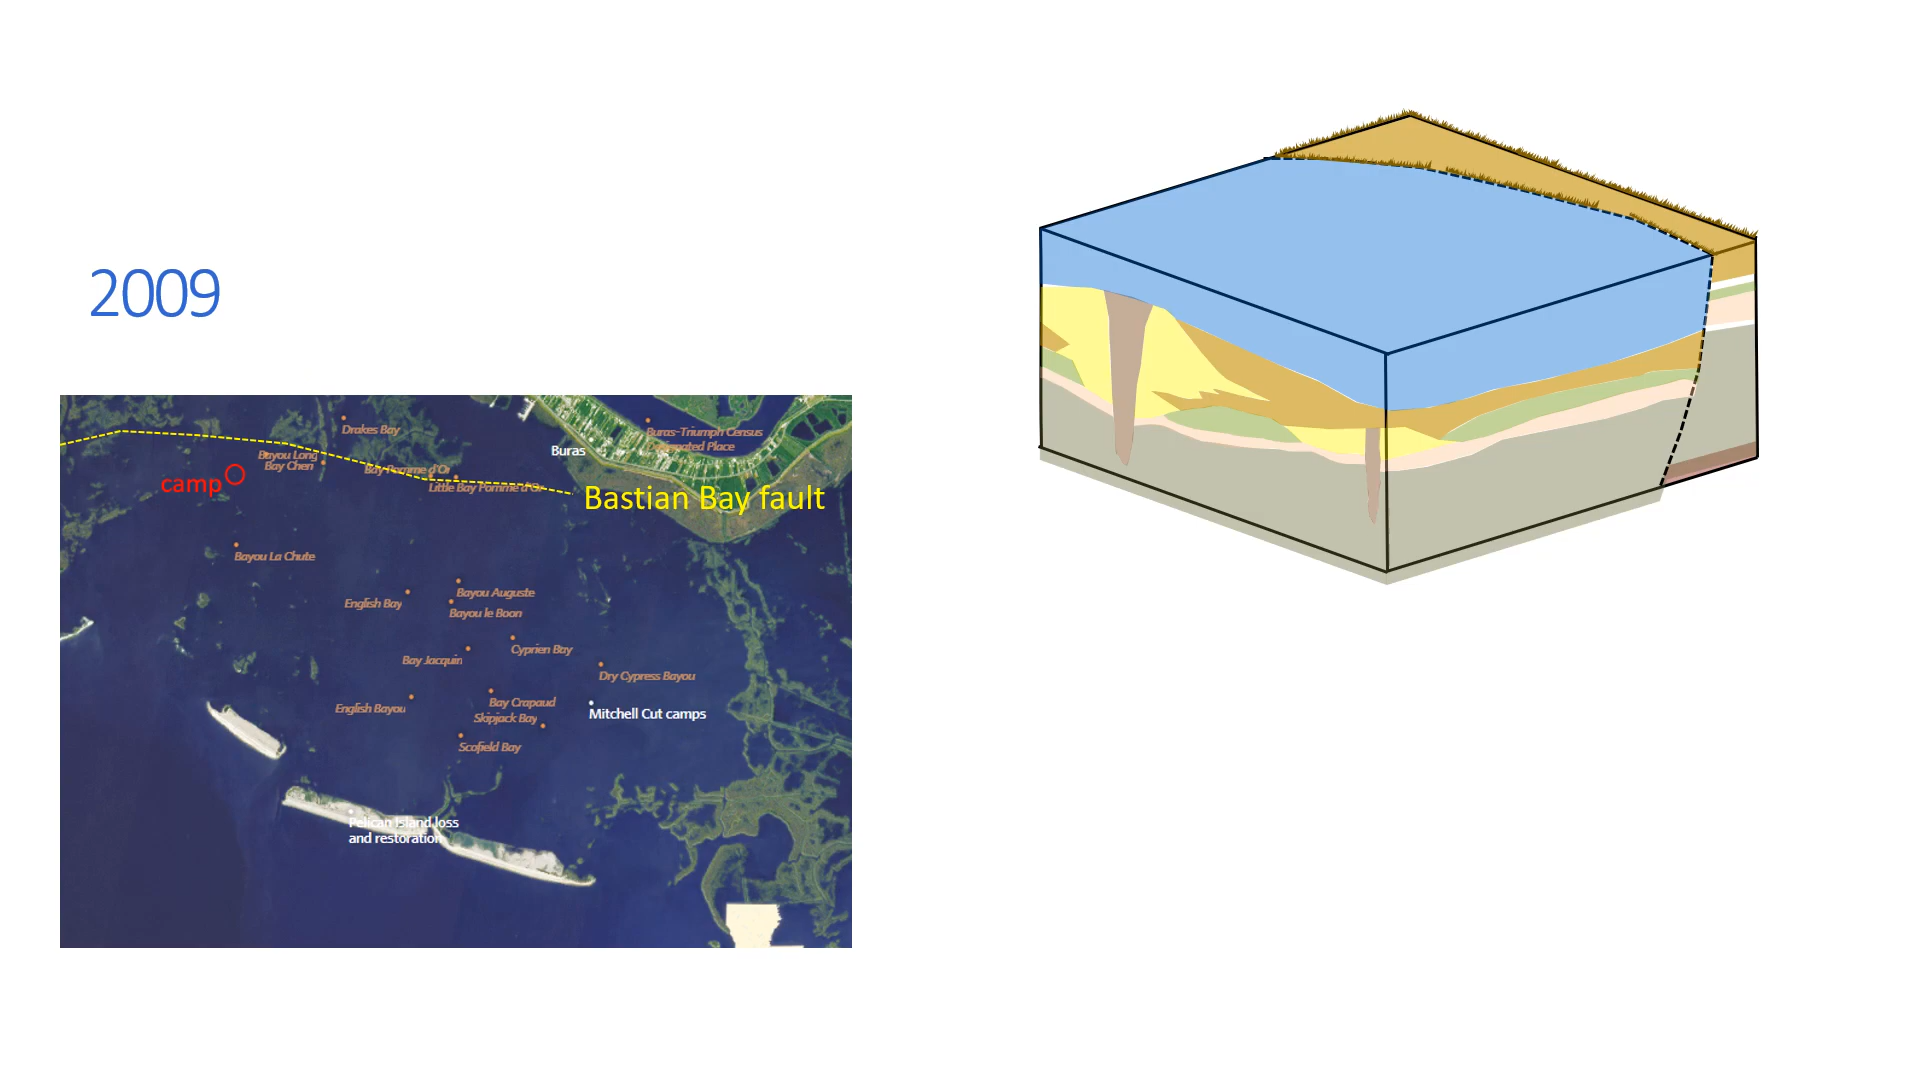 2009
Drakes Bay
Buras-Triumph Census
Designated Place
Buras
Bayou Long
Bay Chen
Bay Pomme d'Or
camp
Little Bay Pomme d'Or
Bastian Bay fault
Bayou La Chute
English Bay
Bayou Auguste
Bayou le Boon
Cyprien Bay
Bay Jacquin
Dry Cypress Bayou
English Bayou
Bay Crapaud
Mitchell Cut camps
Skipjack Bay
Scofield Bay
Pelican Island loss
and restoration